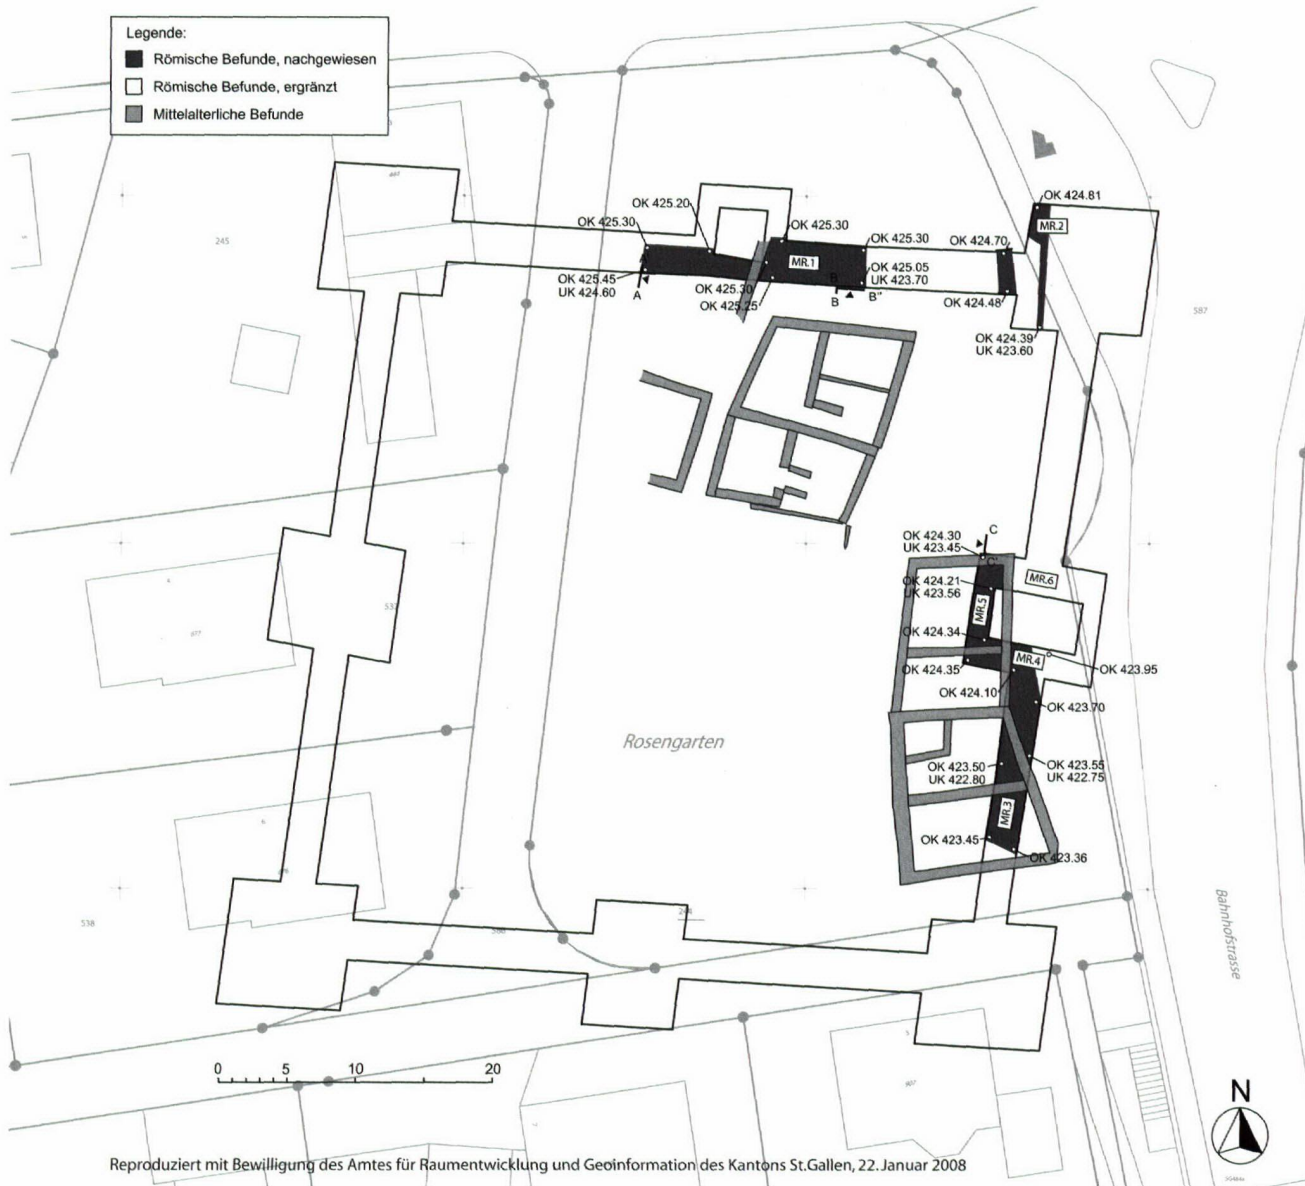 Legende:
Römische Befunde, nachgewiesen
Römische Befunde, ergränzt
Mittelalterliche Befunde
245
OK 425.20
OK 425.30
OK 425.30
MR.1
OK 425.30
OK 424.70
OK 424.81
MR.2
OK 425.45
UK 424.60
A
OK 425.30
OK 425.25
B
B
B''
OK 425.05
UK 423.70
OK 424.48
OK 424.39
UK 423.60
587
C
OK 424.30
UK 423.45
C'
OK 424.21
UK 423.56
MR.5
MR.6
OK 424.34
OK 424.35
MR.4
OK 423.95
OK 424.10
OK 423.70
Rosengarten
OK 423.50
UK 422.80
OK 423.55
UK 422.75
MR.3
OK 423.45
OK 423.36
538
Bahnhofstrasse
0 5 10 20
N
Reproduziert mit Bewilligung des Amtes für Raumentwicklung und Geoinformation des Kantons St.Gallen, 22. Januar 2008